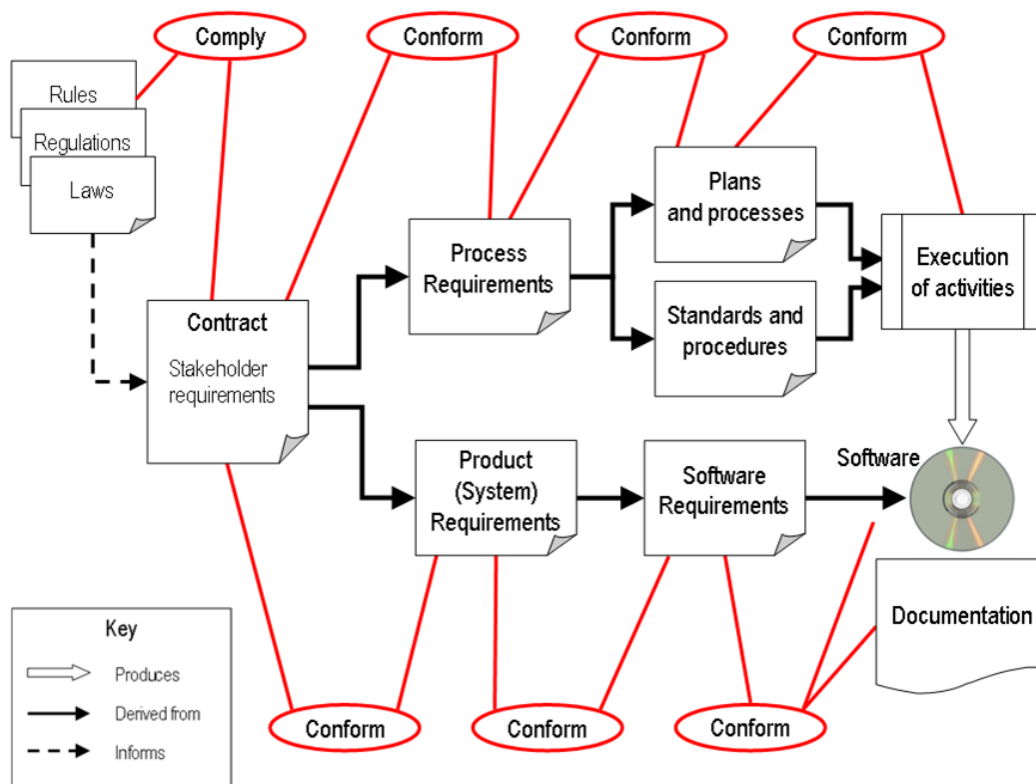 Comply
Conform
Conform
Conform
Rules
Regulations
Laws
Plans
and processes
Process
Requirements
Execution
of activities
Contract
Stakeholder
requirements
Standards and
procedures
Product
(System)
Requirements
Software
Requirements
Software
Documentation
Key
Produces
Derived from
Informs
Conform
Conform
Conform